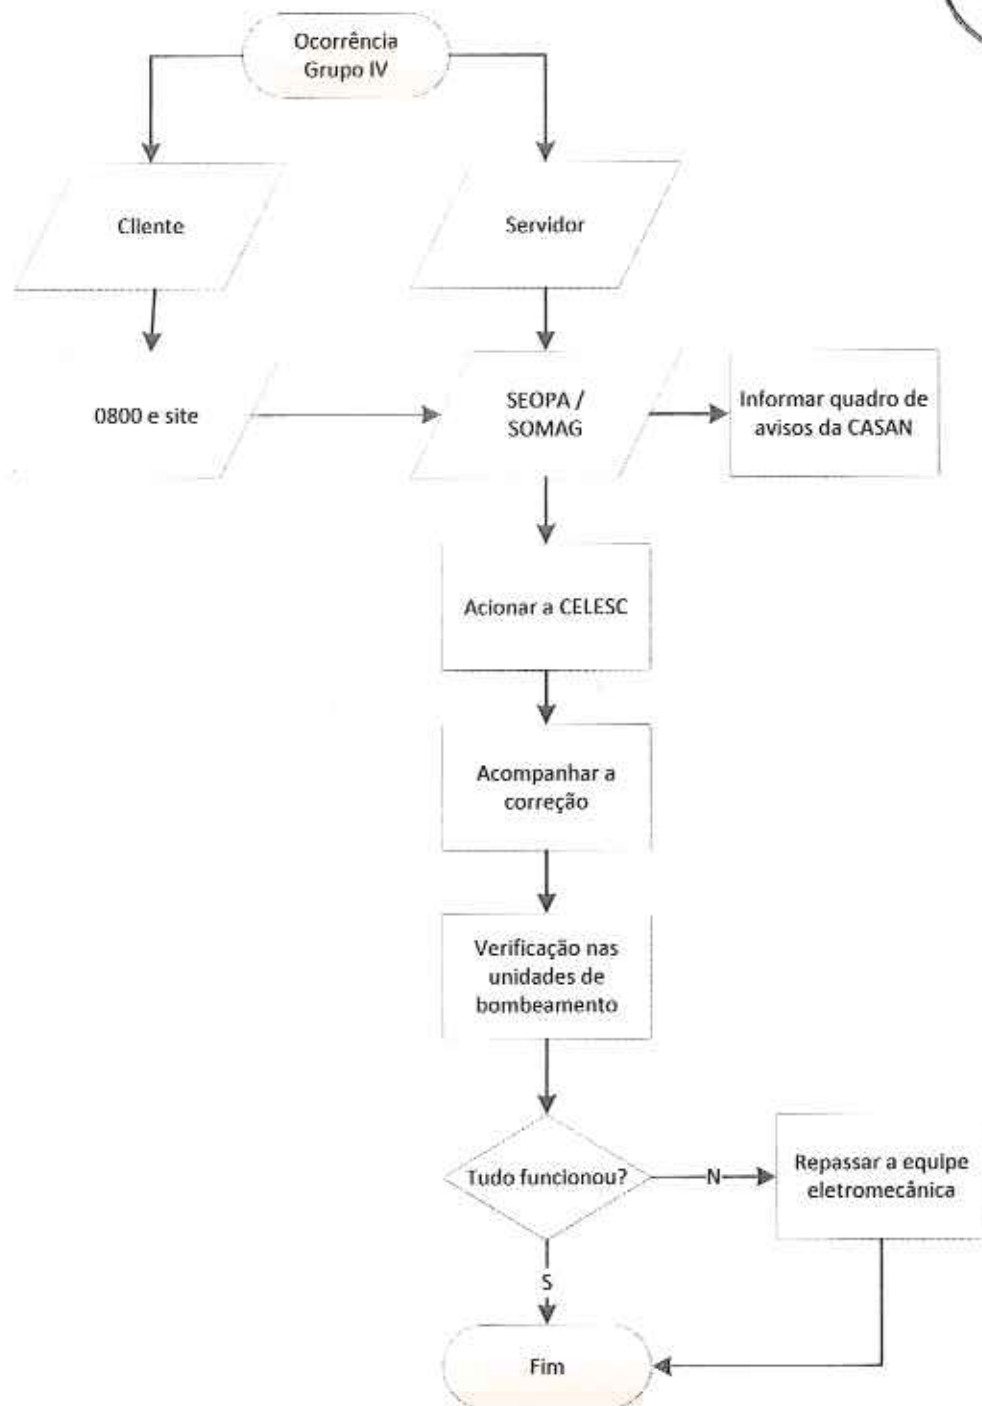 Ocorrência
Grupo IV
Cliente
Servidor
0800 e site
SEOPA /
SOMAG
Informar quadro de
avisos da CASAN
Acionar a CELESC
Acompanhar a
correção
Verificação nas
unidades de
bombeamento
Tudo funcionou?
N
Repassar a equipe
eletromecânica
S
Fim